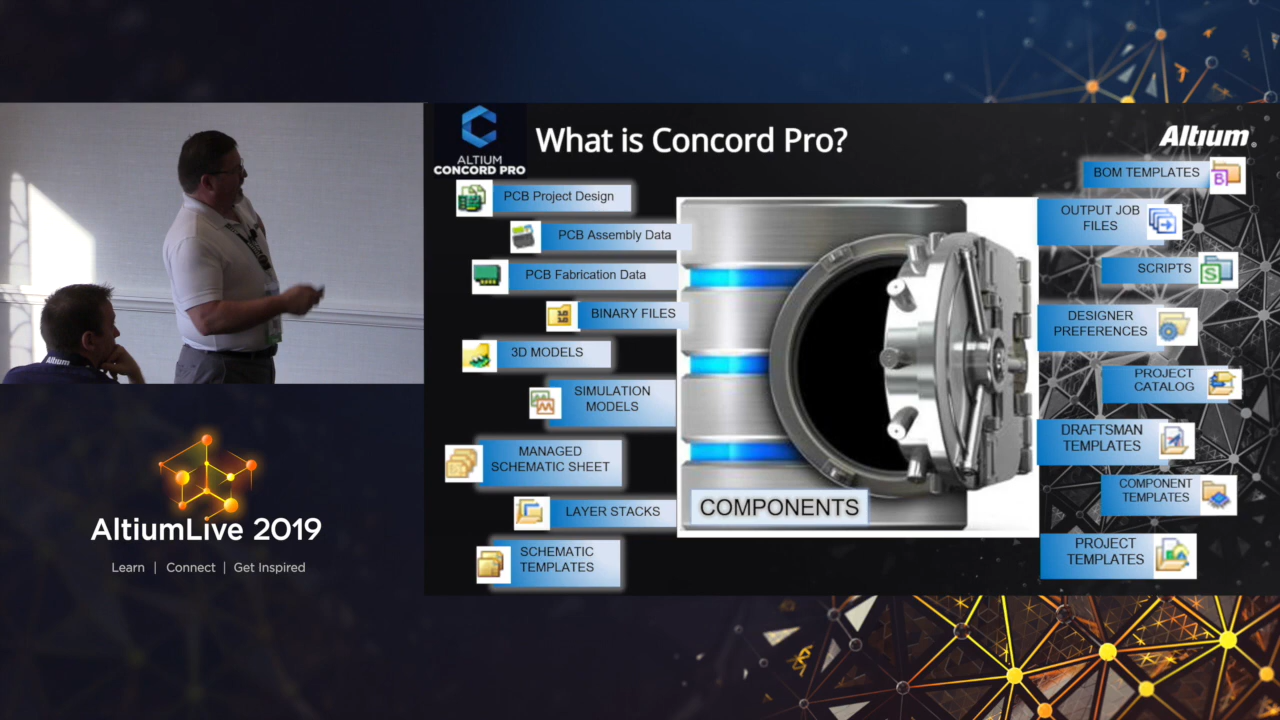 ALTIUM
CONCORD PRO
What is Concord Pro?
Altıum
PCB Project Design
PCB Assembly Data
PCB Fabrication Data
BINARY FILES
3D MODELS
SIMULATION
MODELS
MANAGED
SCHEMATIC SHEET
LAYER STACKS
SCHEMATIC
TEMPLATES
COMPONENTS
BOM TEMPLATES
B
OUTPUT JOB
FILES
SCRIPTS
S
DESIGNER
PREFERENCES
PROJECT
CATALOG
DRAFTSMAN
TEMPLATES
COMPONENT
TEMPLATES
PROJECT
TEMPLATES
Altıum
AltiumLive 2019
Learn | Connect | Get Inspired